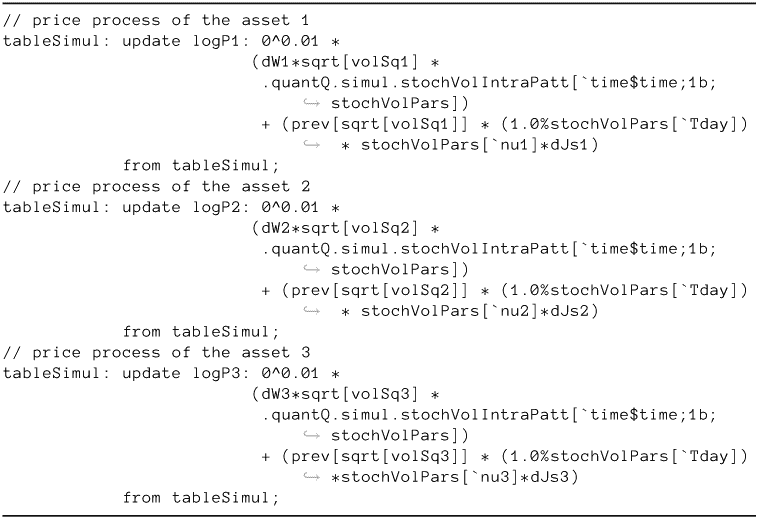 // price process of the asset 1
tableSimul: update logP1: 0^0.01 *
(dW1*sqrt[volSq1] *
.quantQ.simul.stochVolIntraPatt[`time$time;1b;
↪ stochVolPars])
+ (prev[sqrt[volSq1]] * (1.0%stochVolPars[`Tday])
↪ * stochVolPars[`nu1]*dJs1)
from tableSimul;
// price process of the asset 2
tableSimul: update logP2: 0^0.01 *
(dW2*sqrt[volSq2] *
.quantQ.simul.stochVolIntraPatt[`time$time;1b;
↪ stochVolPars])
+ (prev[sqrt[volSq2]] * (1.0%stochVolPars[`Tday])
↪ * stochVolPars[`nu2]*dJs2)
from tableSimul;
// price process of the asset 3
tableSimul: update logP3: 0^0.01 *
(dW3*sqrt[volSq3] *
.quantQ.simul.stochVolIntraPatt[`time$time;1b;
↪ stochVolPars])
+ (prev[sqrt[volSq3]] * (1.0%stochVolPars[`Tday])
↪ *stochVolPars[`nu3]*dJs3)
from tableSimul;